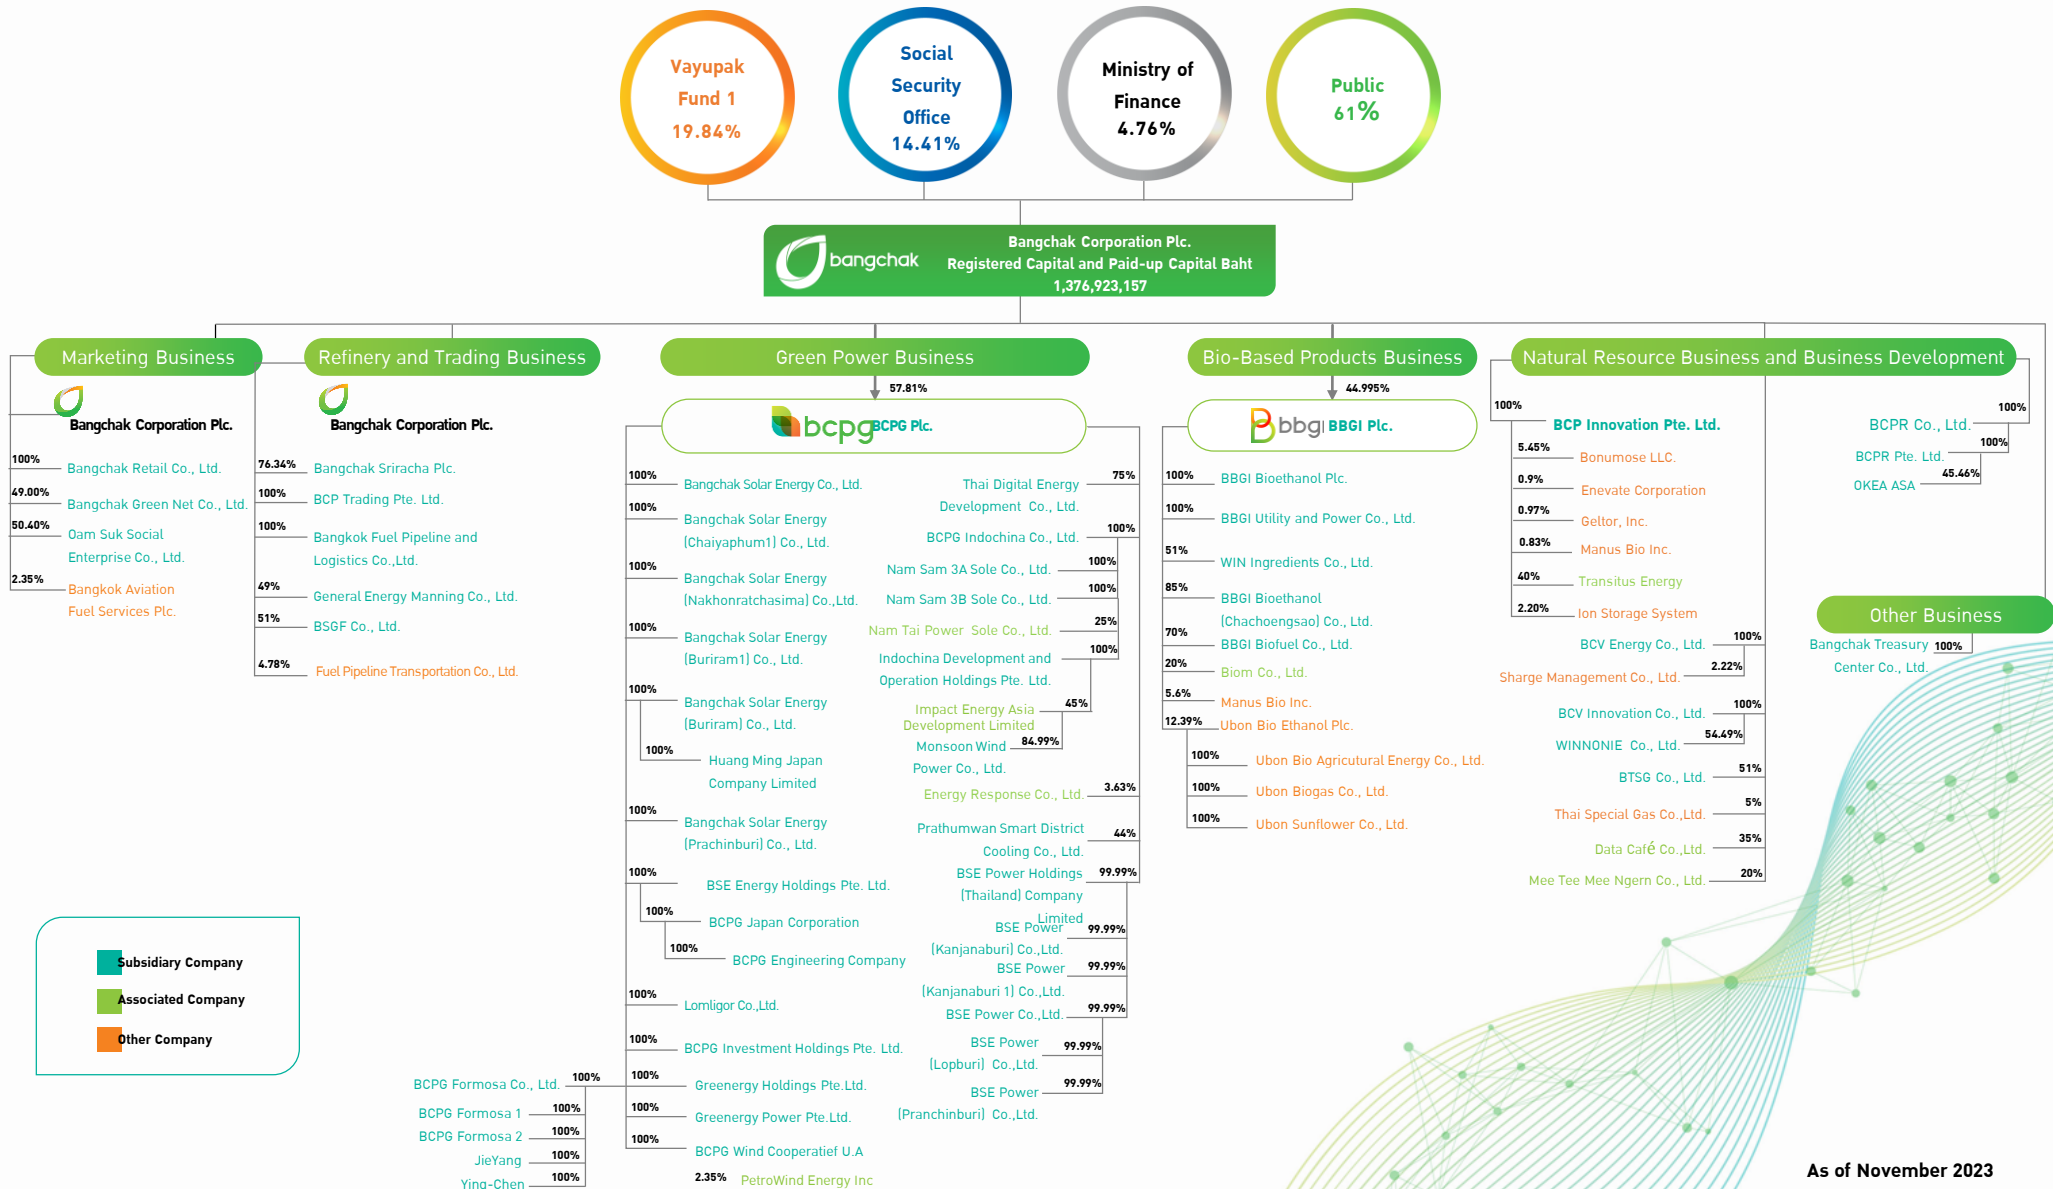 Vayupak
Fund 1
19.84%
Social
Security
Office
14.41%
Ministry of
Finance
4.76%
Public
61%
bangchak
Bangchak Corporation Plc.
Registered Capital and Paid-up Capital Baht
1,376,923,157
Marketing Business
Bangchak Corporation Plc.
100%
Bangchak Retail Co., Ltd.
49.00%
Bangchak Green Net Co., Ltd.
50.40%
Oam Suk Social
Enterprise Co., Ltd.
2.35%
Bangkok Aviation
Fuel Services Plc.
Refinery and Trading Business
Bangchak Corporation Plc.
76.34%
Bangchak Sriracha Plc.
100%
BCP Trading Pte. Ltd.
100%
Bangkok Fuel Pipeline and
Logistics Co.,Ltd.
49%
General Energy Manning Co., Ltd.
51%
BSGF Co., Ltd.
4.78%
Fuel Pipeline Transportation Co., Ltd.
Green Power Business
57.81%
bcpg
BCPG Plc.
100%
Bangchak Solar Energy Co., Ltd.
100%
Bangchak Solar Energy
(Chaiyaphum1) Co., Ltd.
100%
Bangchak Solar Energy
(Nakhonratchasima) Co.,Ltd.
100%
Bangchak Solar Energy
(Buriram1) Co., Ltd.
100%
Bangchak Solar Energy
(Buriram) Co., Ltd.
100%
Huang Ming Japan
Company Limited
100%
Bangchak Solar Energy
(Prachinburi) Co., Ltd.
100%
BSE Energy Holdings Pte. Ltd.
100%
BCPG Japan Corporation
100%
BCPG Engineering Company
100%
Lomligor Co.,Ltd.
100%
BCPG Investment Holdings Pte. Ltd.
100%
Greenergy Holdings Pte.Ltd.
100%
Greenergy Power Pte.Ltd.
100%
BCPG Wind Cooperatief U.A
2.35%
PetroWind Energy Inc
BCPG Formosa Co., Ltd.
100%
BCPG Formosa 1
100%
BCPG Formosa 2
100%
JieYang
100%
Ying-Chen
100%
Thai Digital Energy
Development Co., Ltd.
75%
BCPG Indochina Co., Ltd.
100%
Nam Sam 3A Sole Co., Ltd.
100%
Nam Sam 3B Sole Co., Ltd.
100%
Nam Tai Power Sole Co., Ltd.
25%
Indochina Development and
Operation Holdings Pte. Ltd.
100%
Impact Energy Asia
Development Limited
45%
Monsoon Wind
Power Co., Ltd.
84.99%
Energy Response Co., Ltd.
3.63%
Prathumwan Smart District
Cooling Co., Ltd.
44%
BSE Power Holdings
(Thailand) Company
Limited
99.99%
BSE Power
(Kanjanaburi) Co.,Ltd.
99.99%
BSE Power
(Kanjanaburi 1) Co.,Ltd.
99.99%
BSE Power Co.,Ltd.
99.99%
BSE Power
(Lopburi) Co.,Ltd.
99.99%
BSE Power
(Pranchinburi) Co.,Ltd.
99.99%
Bio-Based Products Business
44.995%
bbgi
BBGI Plc.
100%
BBGI Bioethanol Plc.
100%
BBGI Utility and Power Co., Ltd.
51%
WIN Ingredients Co., Ltd.
85%
BBGI Bioethanol
(Chachoengsao) Co., Ltd.
70%
BBGI Biofuel Co., Ltd.
20%
Biom Co., Ltd.
5.6%
Manus Bio Inc.
12.39%
Ubon Bio Ethanol Plc.
100%
Ubon Bio Agricutural Energy Co., Ltd.
100%
Ubon Biogas Co., Ltd.
100%
Ubon Sunflower Co., Ltd.
Natural Resource Business and Business Development
100%
BCP Innovation Pte. Ltd.
5.45%
Bonumose LLC.
0.9%
Enevate Corporation
0.97%
Geltor, Inc.
0.83%
Manus Bio Inc.
40%
Transitus Energy
2.20%
Ion Storage System
BCV Energy Co., Ltd.
100%
Sharge Management Co., Ltd.
2.22%
BCV Innovation Co., Ltd.
100%
WINNONIE Co., Ltd.
54.49%
BTSG Co., Ltd.
51%
Thai Special Gas Co.,Ltd.
5%
Data Café Co.,Ltd.
35%
Mee Tee Mee Ngern Co., Ltd.
20%
BCPR Co., Ltd.
100%
BCPR Pte. Ltd.
100%
OKEA ASA
45.46%
Other Business
Bangchak Treasury
Center Co., Ltd.
100%
Subsidiary Company
Associated Company
Other Company
As of November 2023